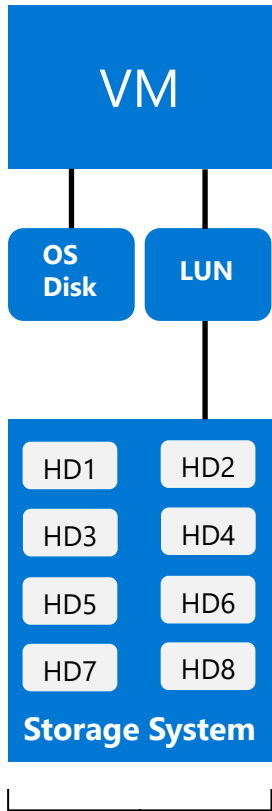 VM
OS
Disk
LUN
HD1 HD2
HD3 HD4
HD5 HD6
HD7 HD8
Storage System